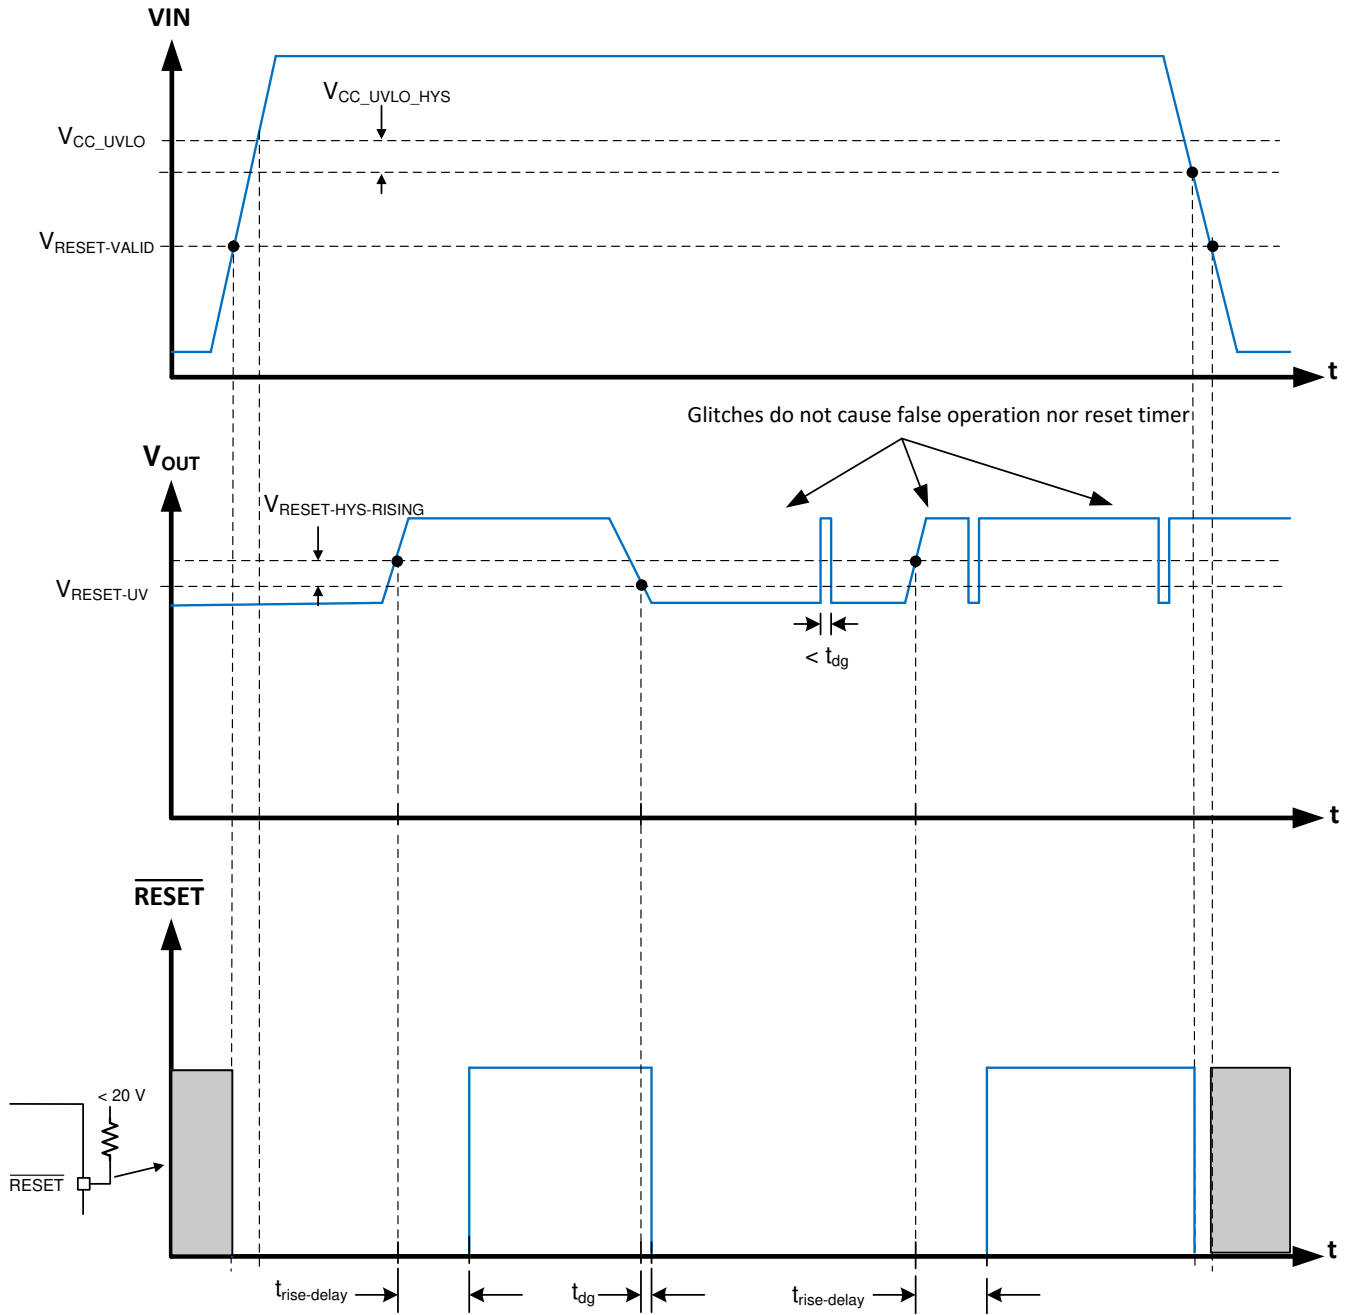 VIN
VCC_UVLO_HYS
VCC_UVLO
VRESET-VALID
t
Glitches do not cause false operation nor reset timer
VOUT
VRESET-HYS-RISING
VRESET-UV
< tdg
t
RESET
< 20 V
RESET
t
trise-delay
tdg
trise-delay